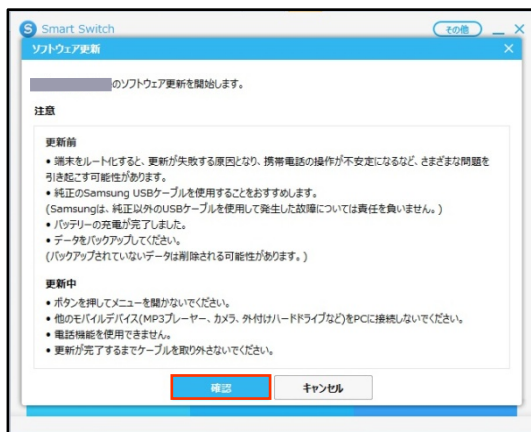 Smart Switch
その他
ソフトウェア更新
のソフトウェア更新を開始します。
注意
更新前
• 端末をルート化すると、更新が失敗する原因となり、携帯電話の操作が不安定になるなど、さまざまな問題を
引き起こす可能性があります。
• 純正のSamsung USBケーブルを使用することをおすすめします。
(Samsungは、純正以外のUSBケーブルを使用して発生した故障については責任を負いません。)
• バッテリーの充電が完了しました。
• データをバックアップしてください。
(バックアップされていないデータは削除される可能性があります。)
更新中
• ボタンを押してメニューを開かないでください。
• 他のモバイルデバイス(MP3プレーヤー、カメラ、外付けハードドライブなど)をPCに接続しないでください。
• 電話機能を使用できません。
• 更新が完了するまでケーブルを取り外さないでください。
確認
キャンセル